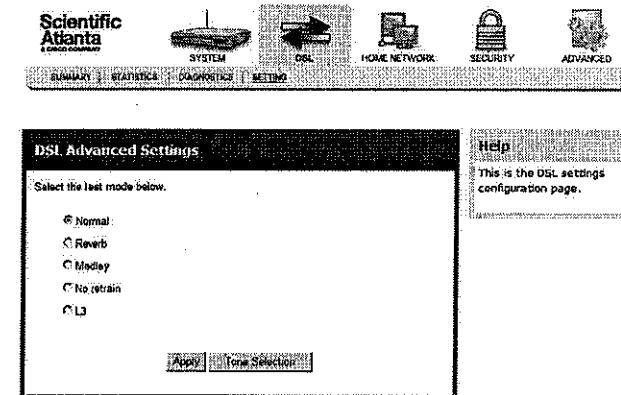 Scientific
Atlanta
A CISCO COMPANY
SYSTEM
DSL
HOME NETWORK
SECURITY
ADVANCED
SUMMARY | STATISTICS | DIAGNOSTICS | SETTING
DSL Advanced Settings
Select the test mode below.
Normal
Reverb
Medley
No retrain
L3
Apply
Tone Selection
Help
This is the DSL settings
configuration page.